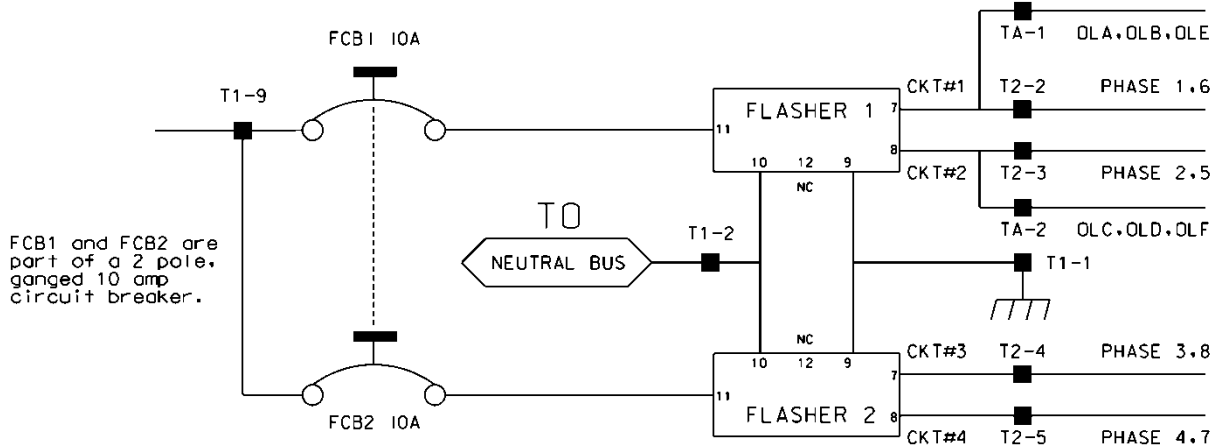 FCB1 10A
T1-9
TA-1 OLA,OLB,OLE
CKT#1 T2-2 PHASE 1,6
FLASHER 1
7
11
8
10 12 9
NC
CKT#2 T2-3 PHASE 2,5
TA-2 OLC,OLD,OLF
TO
NEUTRAL BUS
T1-2
T1-1
FCB1 and FCB2 are
part of a 2 pole,
ganged 10 amp
circuit breaker.
NC
10 12 9
CKT#3 T2-4 PHASE 3,8
7
11
FLASHER 2
8
FCB2 10A
CKT#4 T2-5 PHASE 4,7